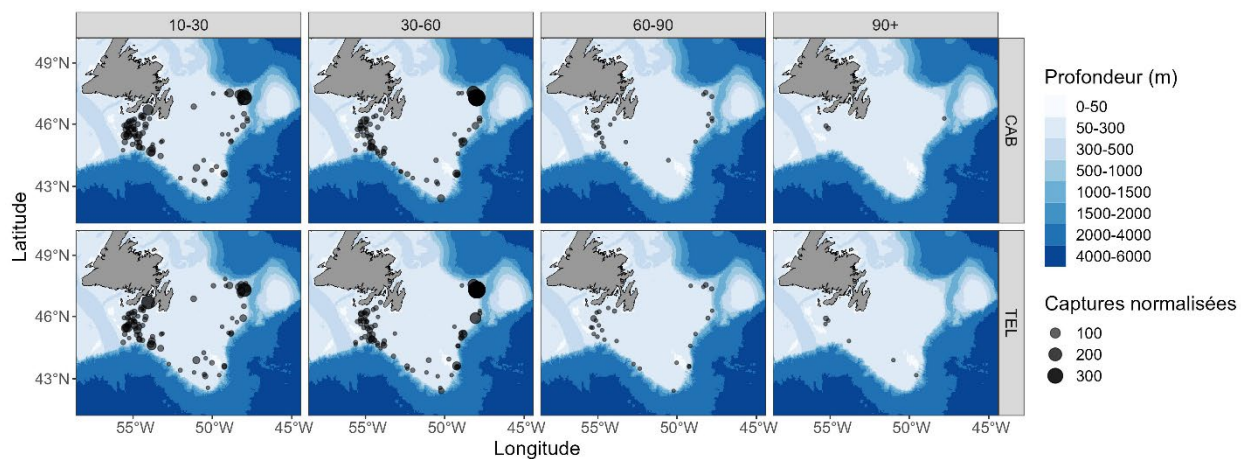 10-30 30-60 60-90 90+
49°N
46°N
43°N
CAB
49°N
46°N
43°N
TEL
Latitude
55°W 50°W 45°W 55°W 50°W 45°W 55°W 50°W 45°W 55°W 50°W 45°W
Longitude
Profondeur (m)
0-50
50-300
300-500
500-1000
1000-1500
1500-2000
2000-4000
4000-6000
Captures normalisées
100
200
300